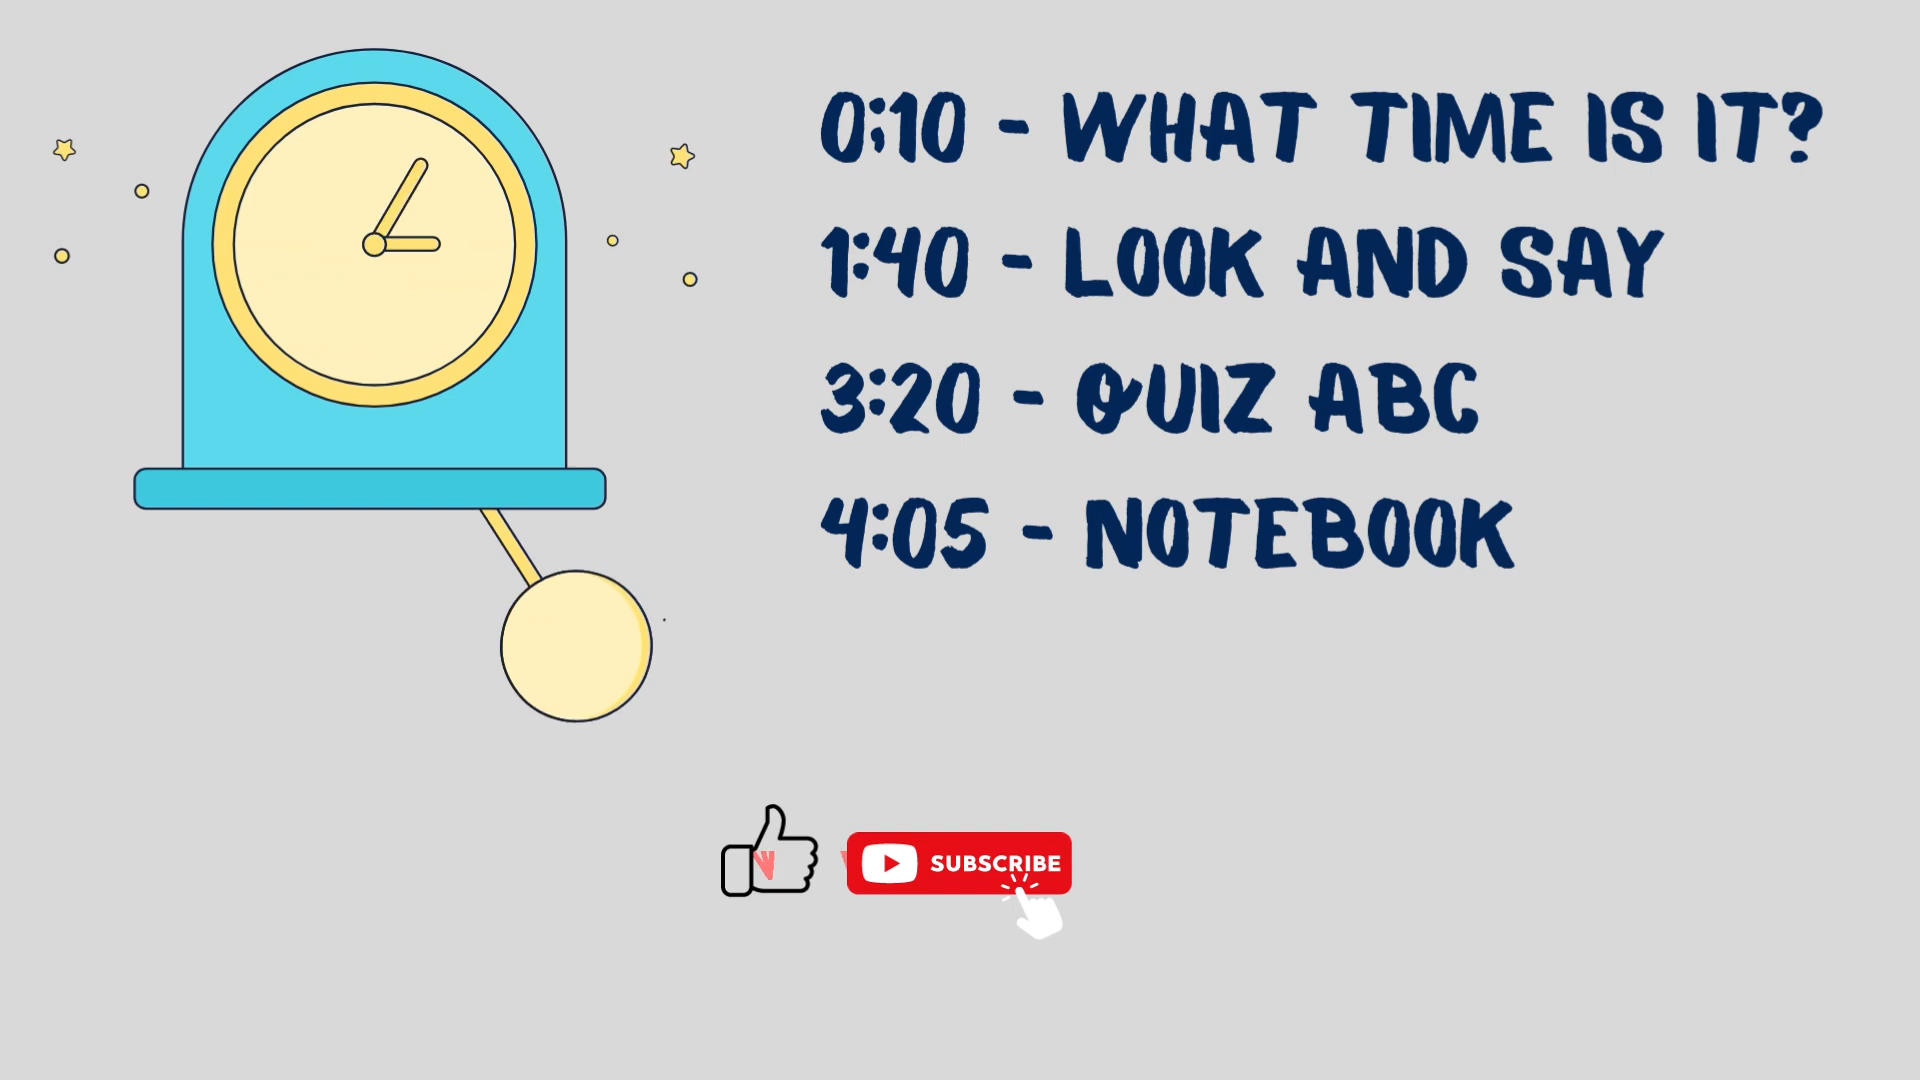 0;10 - WHAT TIME IS IT?
1:40 - LOOK AND SAY
3:20 - QUIZ ABC
4:05 - NOTEBOOK
SUBSCRIBE